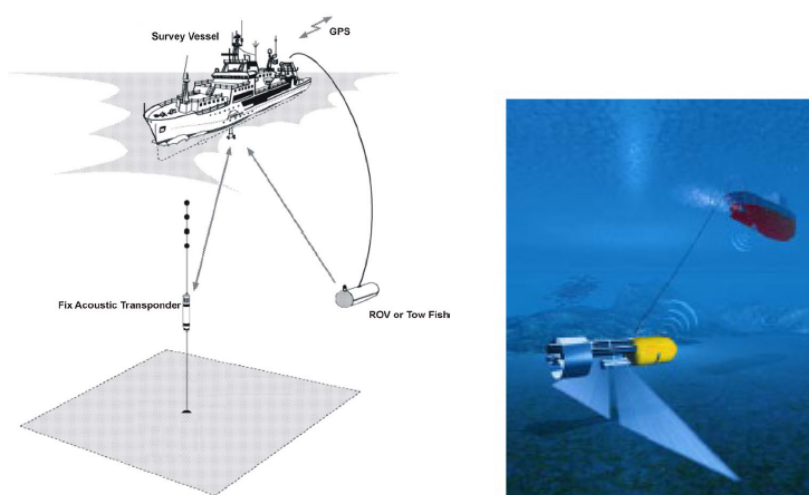 GPS
Survey Vessel
Fix Acoustic Transponder
ROV or Tow Fish